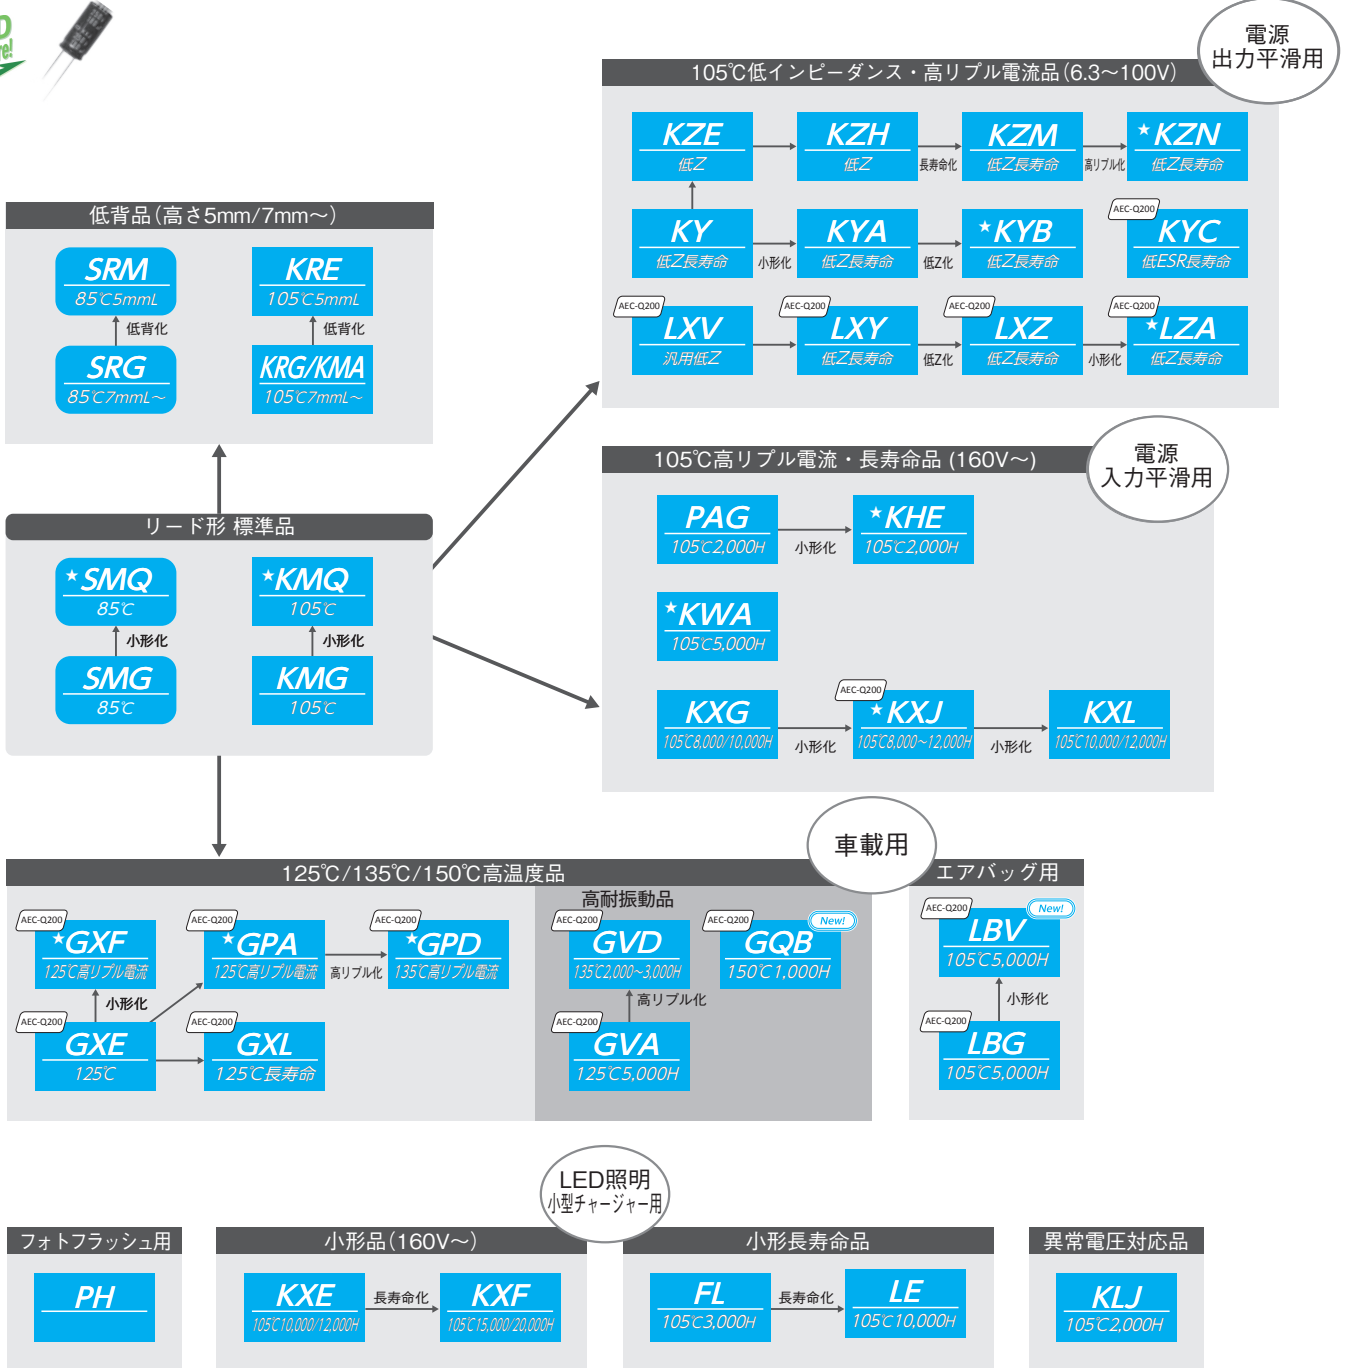 電源
出力平滑用
105℃低インピーダンス・高リプル電流品(6.3～100V)
KZE
低Z
KZH
低Z
長寿命化
KZM
低Z長寿命
高リプル化
★KZN
低Z長寿命
KY
低Z長寿命
小形化
KYA
低Z長寿命
低Z化
★KYB
低Z長寿命
AEC-Q200
KYC
低ESR長寿命
AEC-Q200
LXV
汎用低Z
AEC-Q200
LXY
低Z長寿命
低Z化
AEC-Q200
LXZ
低Z長寿命
小形化
AEC-Q200
★LZA
低Z長寿命
低背品(高さ5mm/7mm～)
SRM
85℃5mmL
低背化
SRG
85℃7mmL～
KRE
105℃5mmL
低背化
KRG/KMA
105℃7mmL～
電源
入力平滑用
105℃高リプル電流・長寿命品 (160V～)
PAG
105℃2,000H
小形化
★KHE
105℃2,000H
★KWA
105℃5,000H
KXG
105℃8,000/10,000H
小形化
AEC-Q200
★KXJ
105℃8,000～12,000H
小形化
KXL
105℃10,000/12,000H
リード形 標準品
★SMQ
85℃
小形化
SMG
85℃
★KMQ
105℃
小形化
KMG
105℃
車載用
125℃/135℃/150℃高温度品
AEC-Q200
★GXF
125℃高リプル電流
小形化
AEC-Q200
GXE
125℃
AEC-Q200
★GPA
125℃高リプル電流
高リプル化
AEC-Q200
★GPD
135℃高リプル電流
AEC-Q200
GXL
125℃長寿命
高耐振動品
AEC-Q200
GVD
135℃2,000～3,000H
高リプル化
AEC-Q200
GVA
125℃5,000H
AEC-Q200
New!
GQB
150℃1,000H
エアバッグ用
AEC-Q200
New!
LBV
105℃5,000H
小形化
AEC-Q200
LBG
105℃5,000H
LED照明
小型チャージャー用
フォトフラッシュ用
PH
小形品(160V～)
KXE
105℃10,000/12,000H
長寿命化
KXF
105℃15,000/20,000H
小形長寿命品
FL
105℃3,000H
長寿命化
LE
105℃10,000H
異常電圧対応品
KLJ
105℃2,000H